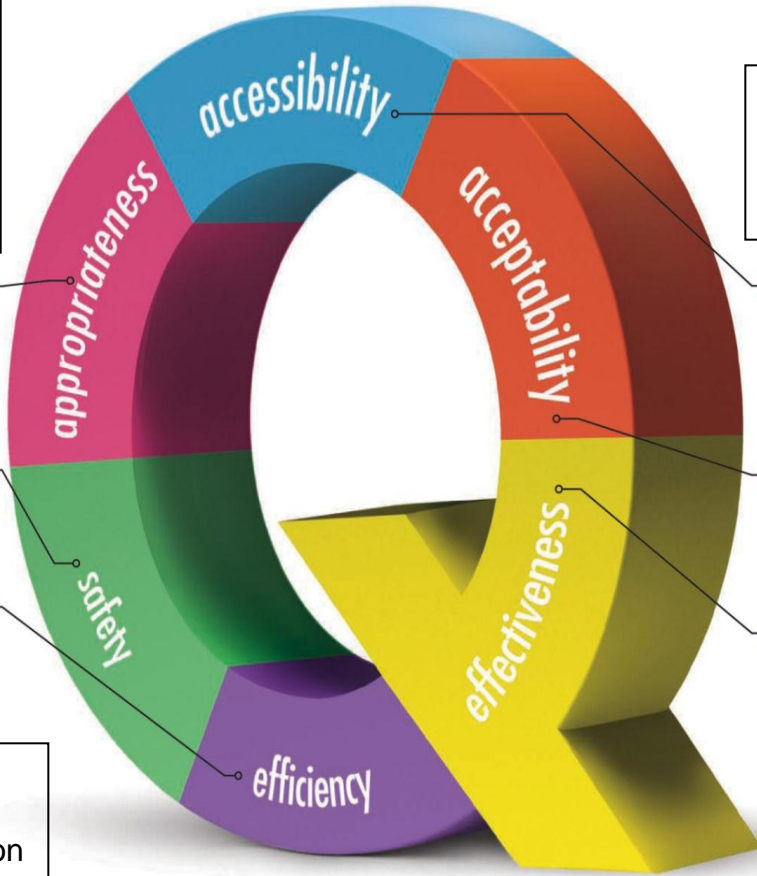 accessibility
acceptability
appropriateness
effectiveness
safety
efficiency
on